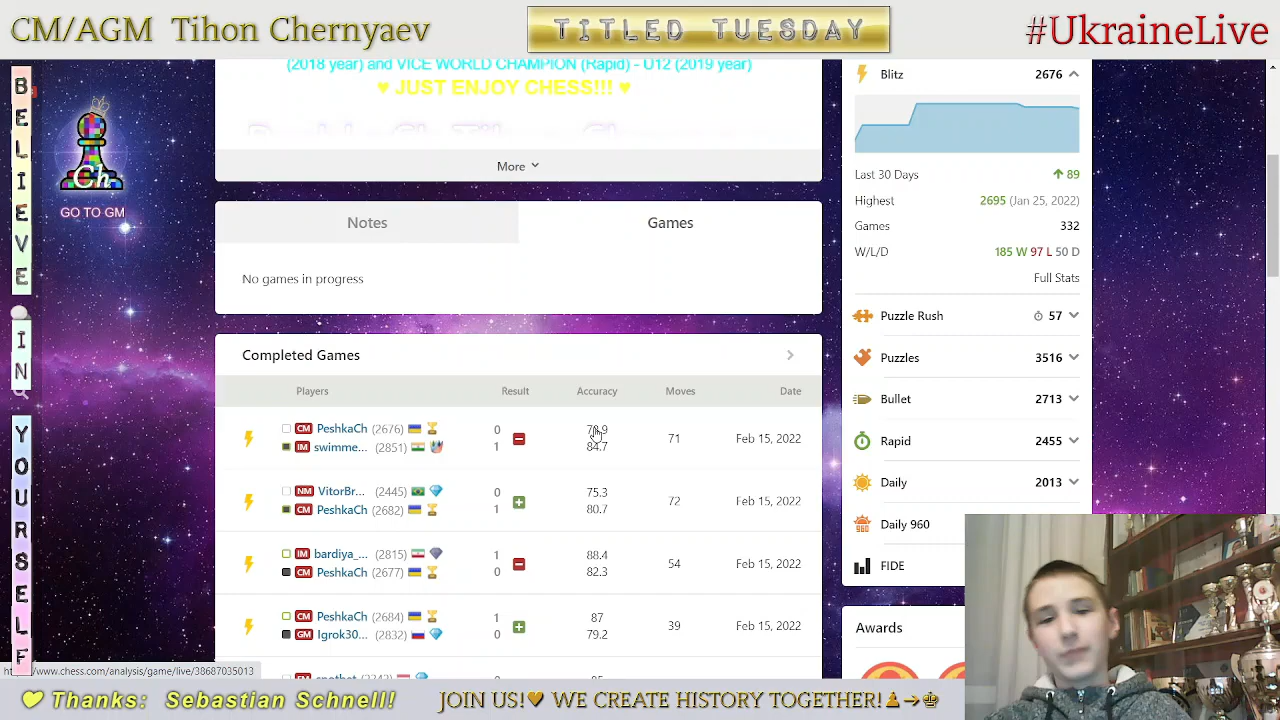 CM/AGM Tihon Chernyaev
TITLED TUESDAY
#UkraineLive
BELIEVE
IN
YOURSELF
Ch
GO TO GM
(2018 year) and VICE WORLD CHAMPION (Rapid) - U12 (2019 year)
♥ JUST ENJOY CHESS!!! ♥
More
Notes
Games
No games in progress
Completed Games
Players Result Accuracy Moves Date
CM PeshkaCh (2676) 0
IM swimme... (2851) 1 84.7 71 Feb 15, 2022
NM VitorBr... (2445) 0 75.3
CM PeshkaCh (2682) 1 80.7 72 Feb 15, 2022
IM bardiya_... (2815) 1 88.4
CM PeshkaCh (2677) 0 82.3 54 Feb 15, 2022
CM PeshkaCh (2684) 1 87
GM Igrok30... (2832) 0 79.2 39 Feb 15, 2022
Blitz 2676
Last 30 Days 89
Highest 2695 (Jan 25, 2022)
Games 332
W/L/D 185 W 97 L 50 D
Full Stats
Puzzle Rush 57
Puzzles 3516
Bullet 2713
Rapid 2455
Daily 2013
Daily 960
FIDE
Awards
https://www.chess.com/analysis/game/live/38687035013
Thanks: Sebastian Schnell!!
JOIN US! WE CREATE HISTORY TOGETHER!